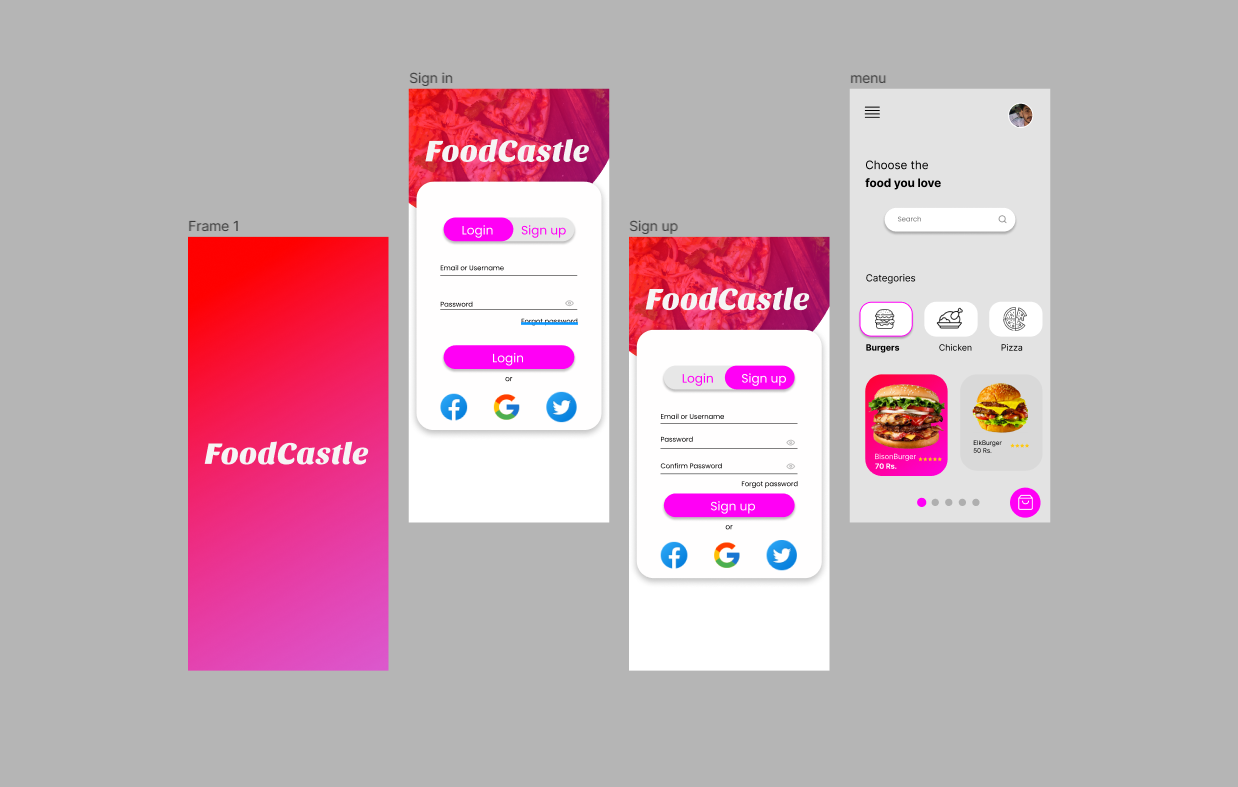 Frame 1
FoodCastle
Sign in
FoodCastle
Login Sign up
Email or Username
Password
Forgot password
Login
or
Sign up
FoodCastle
Login Sign up
Email or Username
Password
Confirm Password
Forgot password
Sign up
or
menu
Choose the
food you love
Search
Categories
Burgers Chicken Pizza
BisonBurger
70 Rs.
ElkBurger
50 Rs.